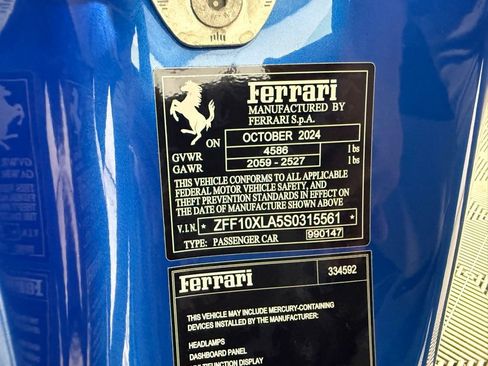 Ferrari
MANUFACTURED BY
FERRARI S.p.A.
ON OCTOBER 2024
GVWR 4586 lbs
GAWR 2059 - 2527 lbs
THIS VEHICLE CONFORMS TO ALL APPLICABLE
FEDERAL MOTOR VEHICLE SAFETY, AND
THEFT PREVENTION STANDARDS IN EFFECT ON
THE DATE OF MANUFACTURE SHOWN ABOVE
V.I.N. * ZFF10XLA5S0315561 *
TYPE: PASSENGER CAR 990147
Ferrari 334592
THIS VEHICLE MAY INCLUDE MERCURY-CONTAINING
DEVICES INSTALLED BY THE MANUFACTURER:
HEADLAMPS
DASHBOARD PANEL
DISPLAY